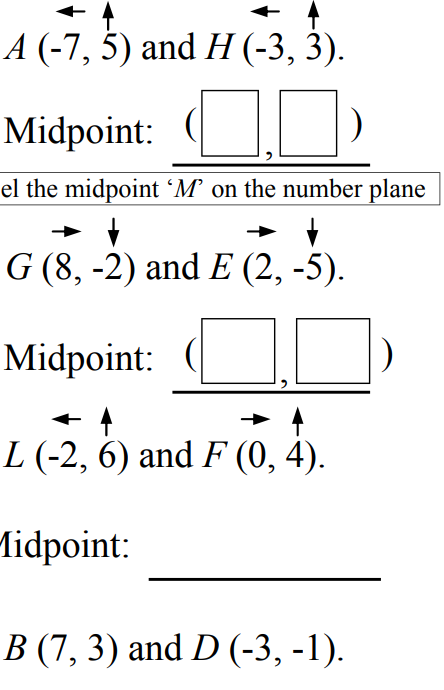 A (-7, 5) and H (-3, 3).
Midpoint: ( , )
el the midpoint ‘M’ on the number plane
G (8, -2) and E (2, -5).
Midpoint: ( , )
L (-2, 6) and F (0, 4).
Midpoint:
B (7, 3) and D (-3, -1).